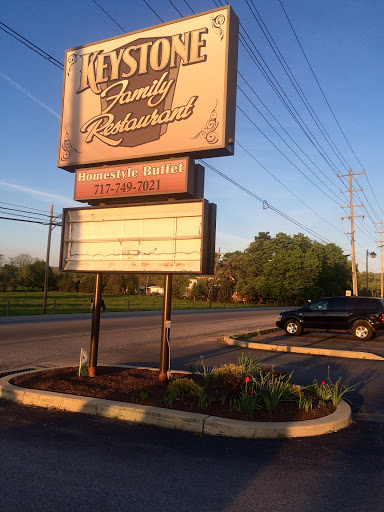 KEYSTONE
Family
Restaurant
Homestyle Buffet
717-749-7021